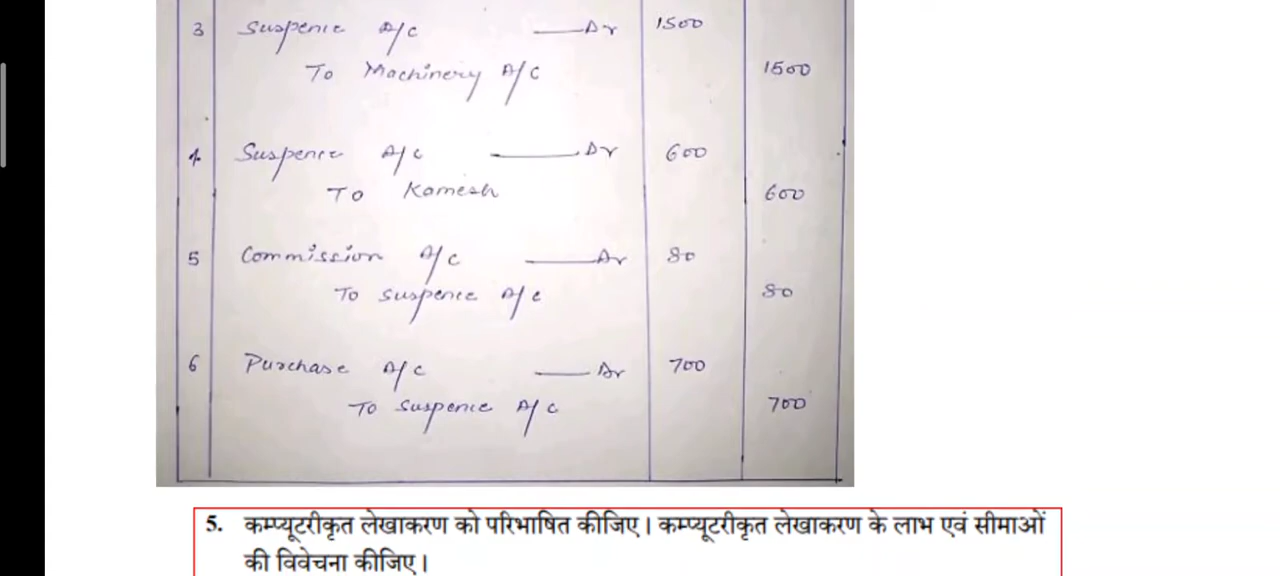 3 Suspence A/c —— Dr 1500
To Machinery A/c 1500
4 Suspence A/c —— Dr 600
To Kamesh 600
5 Commission A/c —— Dr 80
To Suspence A/c 80
6 Purchase A/c —— Dr 700
To Suspence A/c 700
5. कम्प्यूटरीकृत लेखाकरण को परिभाषित कीजिए। कम्प्यूटरीकृत लेखाकरण के लाभ एवं सीमाओं
की विवेचना कीजिए।